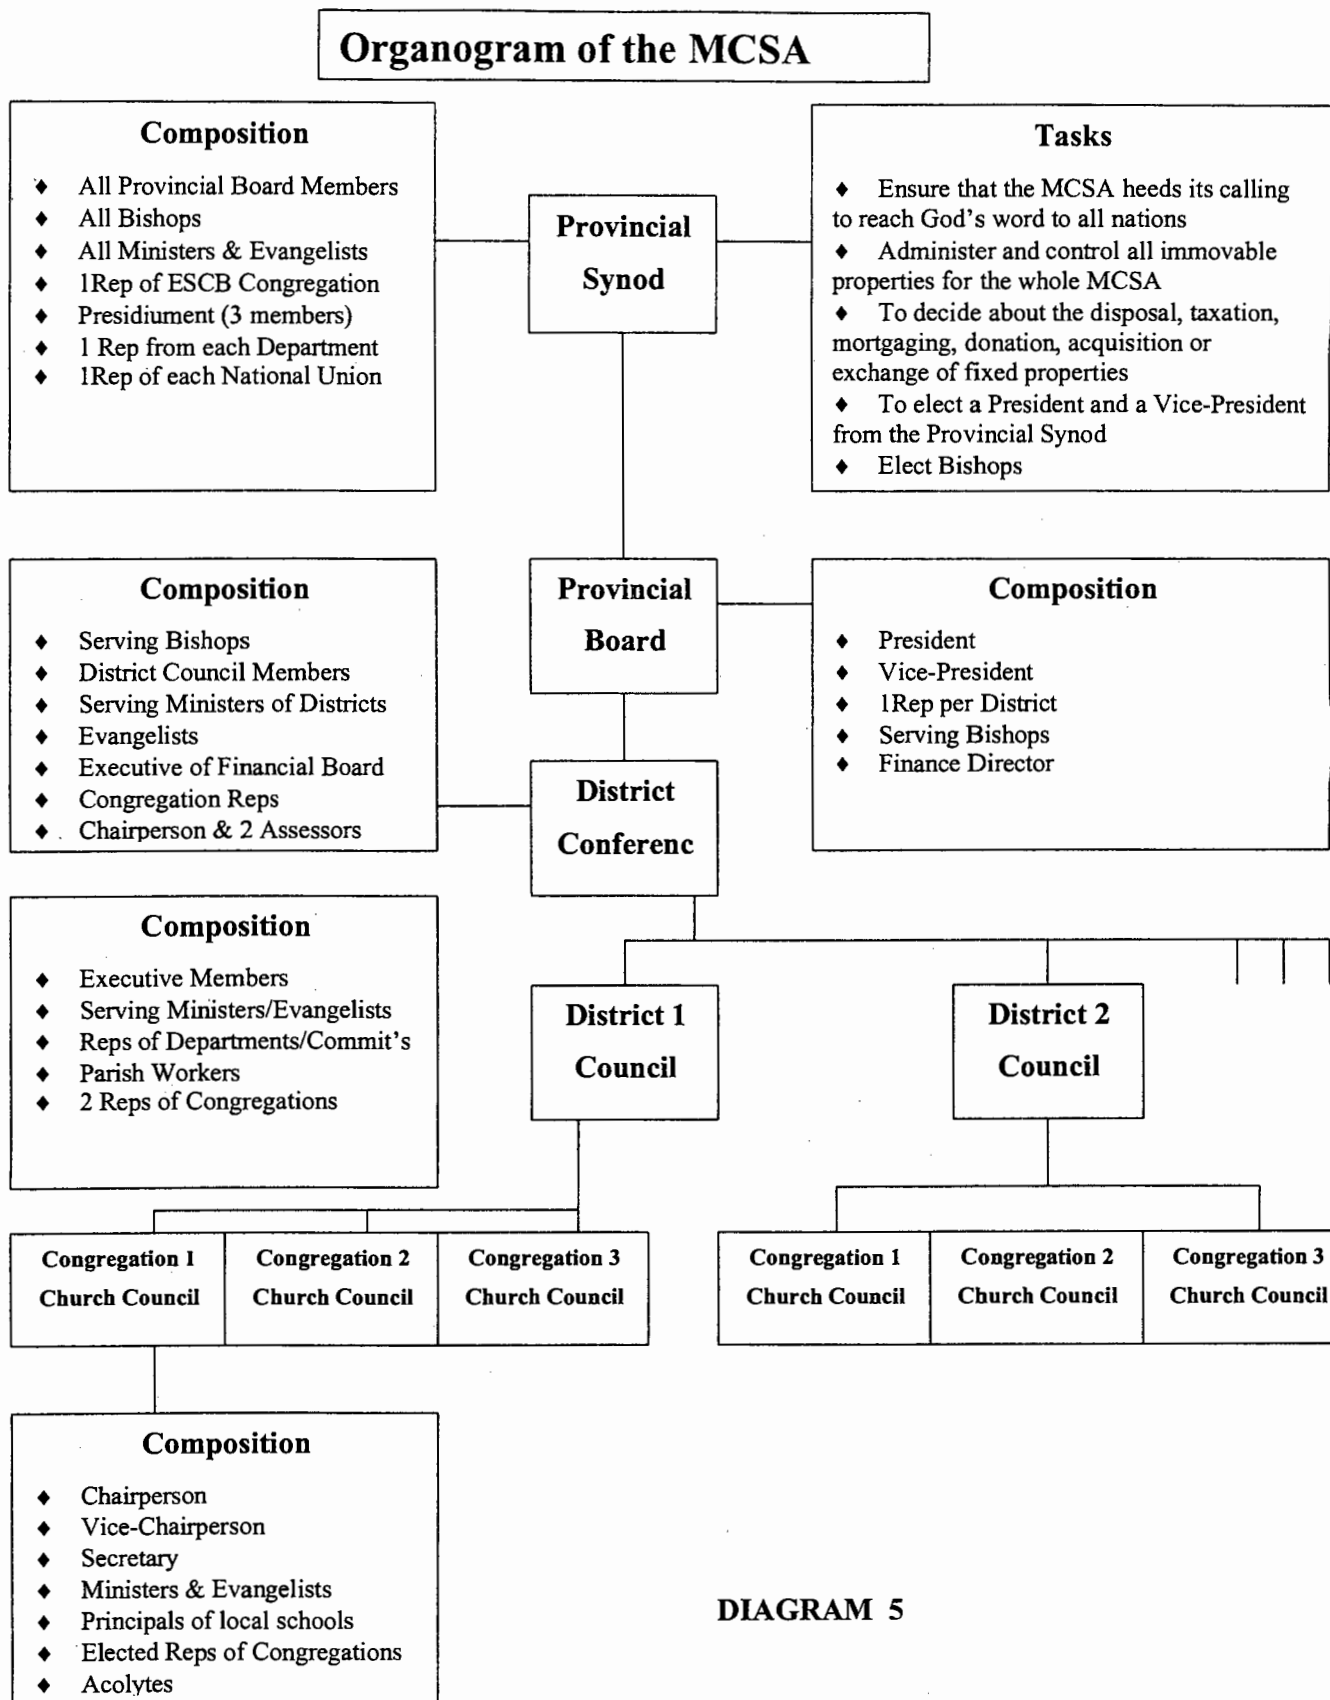 Organogram of the MCSA
Composition
♦ All Provincial Board Members
♦ All Bishops
♦ All Ministers & Evangelists
♦ 1Rep of ESCB Congregation
♦ Presidiument (3 members)
♦ 1 Rep from each Department
♦ 1Rep of each National Union
Provincial
Synod
Tasks
♦ Ensure that the MCSA heeds its calling
to reach God's word to all nations
♦ Administer and control all immovable
properties for the whole MCSA
♦ To decide about the disposal, taxation,
mortgaging, donation, acquisition or
exchange of fixed properties
♦ To elect a President and a Vice-President
from the Provincial Synod
♦ Elect Bishops
Composition
♦ Serving Bishops
♦ District Council Members
♦ Serving Ministers of Districts
♦ Evangelists
♦ Executive of Financial Board
♦ Congregation Reps
♦ Chairperson & 2 Assessors
Provincial
Board
Composition
♦ President
♦ Vice-President
♦ 1Rep per District
♦ Serving Bishops
♦ Finance Director
District
Conferenc
Composition
♦ Executive Members
♦ Serving Ministers/Evangelists
♦ Reps of Departments/Commit's
♦ Parish Workers
♦ 2 Reps of Congregations
District 1
Council
District 2
Council
Congregation 1
Church Council
Congregation 2
Church Council
Congregation 3
Church Council
Congregation 1
Church Council
Congregation 2
Church Council
Congregation 3
Church Council
Composition
♦ Chairperson
♦ Vice-Chairperson
♦ Secretary
♦ Ministers & Evangelists
♦ Principals of local schools
♦ Elected Reps of Congregations
♦ Acolytes
DIAGRAM 5